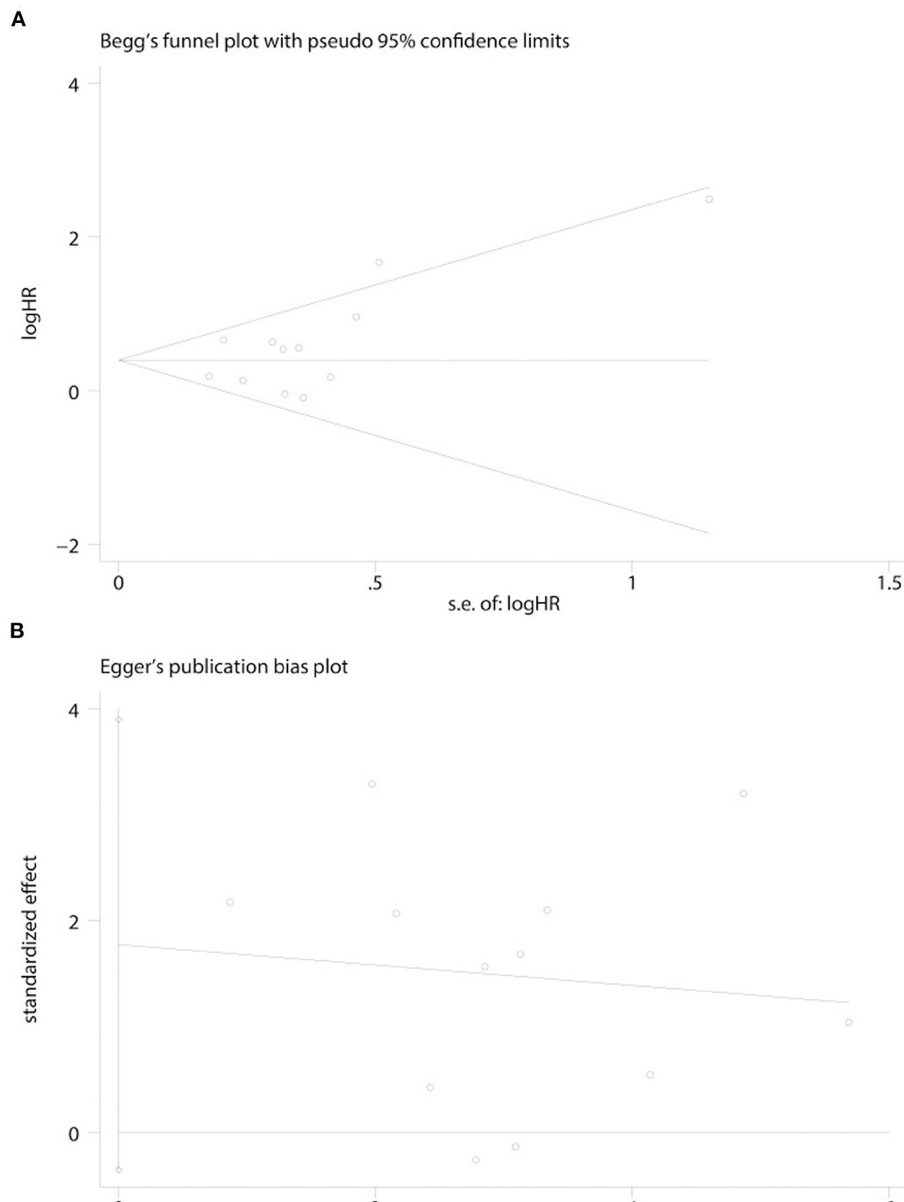 A
Begg's funnel plot with pseudo 95% confidence limits
4
2
0
−2
logHR
0 .5 1 1.5
s.e. of: logHR
B
Egger's publication bias plot
4
2
0
standardized effect